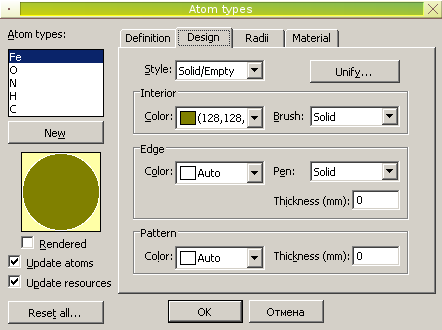 Atom types
Atom types:
Fe
O
N
H
C
New
Rendered
Update atoms
Update resources
Reset all...
Definition Design Radii Material
Style: Solid/Empty Unify...
Interior
Color: (128,128, Brush: Solid
Edge
Color: Auto Pen: Solid
Thickness (mm): 0
Pattern
Color: Auto Thickness (mm): 0
OK Отмена